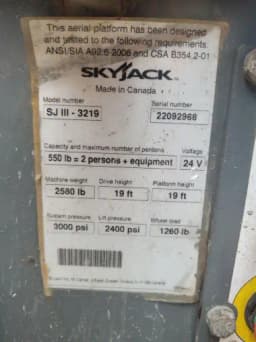 This aerial platform has been designed
and tested to the following requirements:
ANSI/SIA A92.6-2006 and CSA B354.2-01
SKYJACK
Made in Canada
Model number Serial number
SJ III - 3219 22092968
Capacity and maximum number of persons Voltage
550 lb = 2 persons + equipment 24 V
Machine weight Drive height Platform height
2580 lb 19 ft 19 ft
System pressure Lift pressure Wheel load
3000 psi 2400 psi 1260 lb